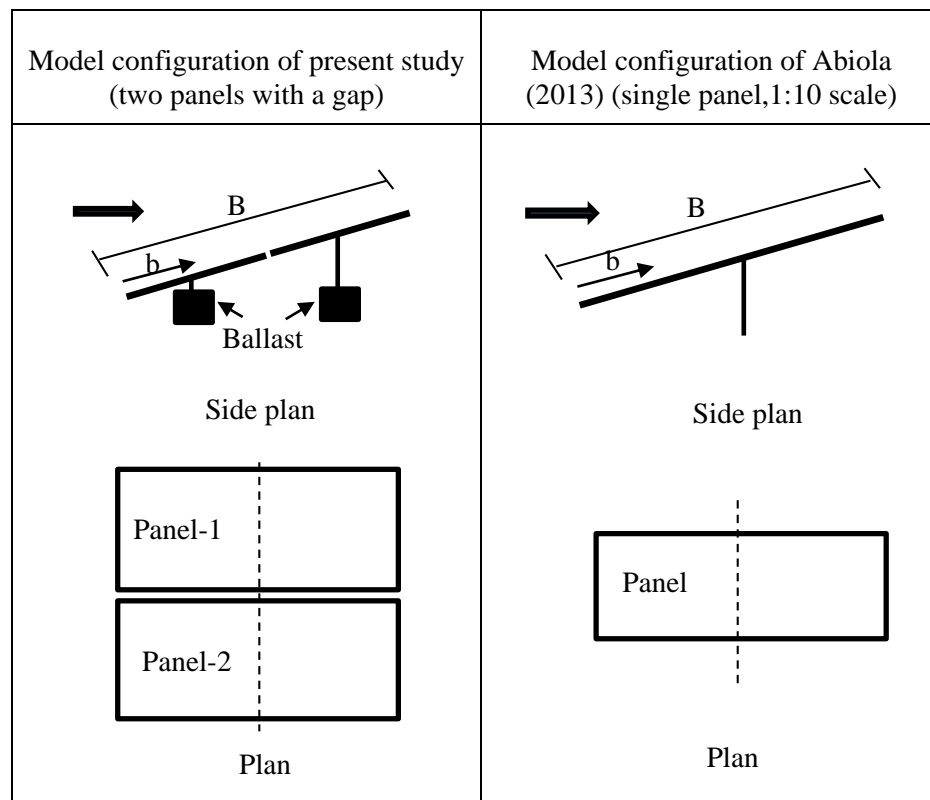 Model configuration of present study
(two panels with a gap)
Model configuration of Abiola
(2013) (single panel,1:10 scale)
B
b
Ballast
Side plan
Panel-1
Panel-2
Plan
B
b
Side plan
Panel
Plan